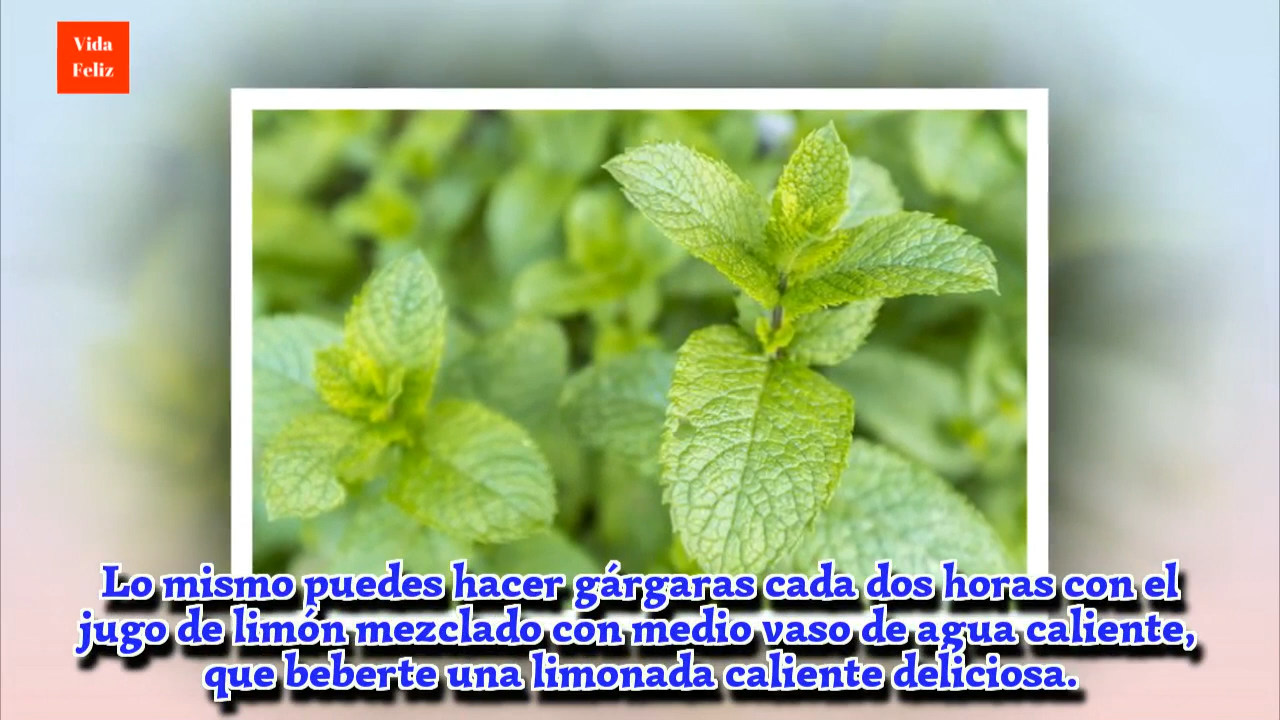 Vida
Feliz
Lo mismo puedes hacer gárgaras cada dos horas con el
jugo de limón mezclado con medio vaso de agua caliente,
que beberte una limonada caliente deliciosa.